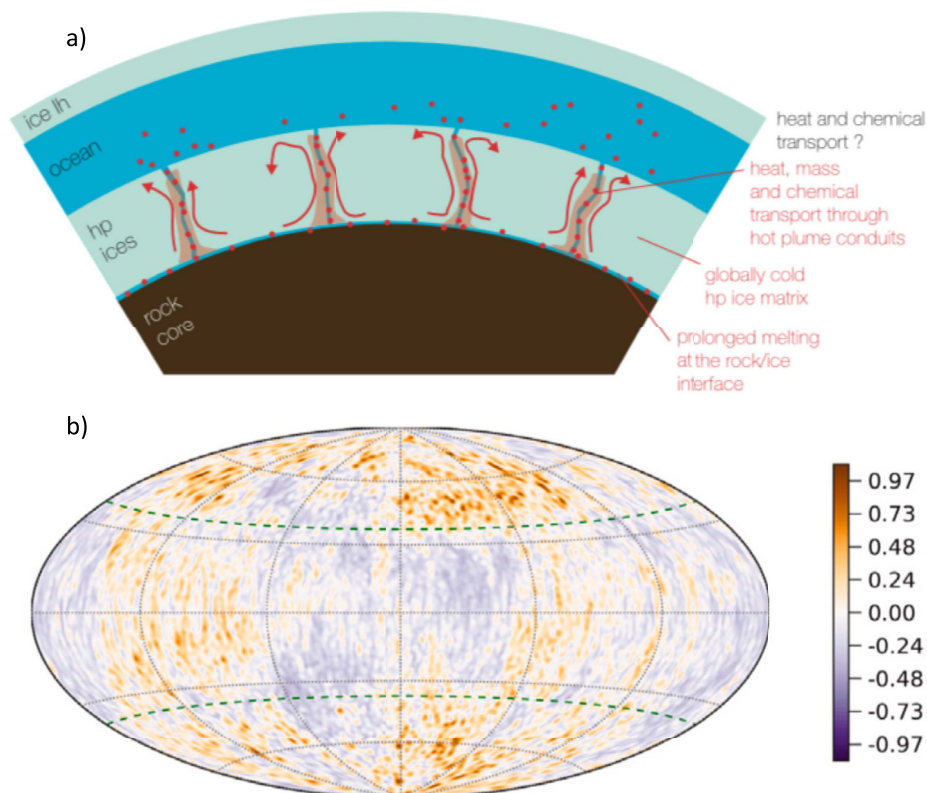 a)
ice Ih
ocean
hp
ices
rock
core
heat and chemical
transport ?
heat, mass
and chemical
transport through
hot plume conduits
globally cold
hp ice matrix
prolonged melting
at the rock/ice
interface
b)
0.97
0.73
0.48
0.24
0.00
-0.24
-0.48
-0.73
-0.97